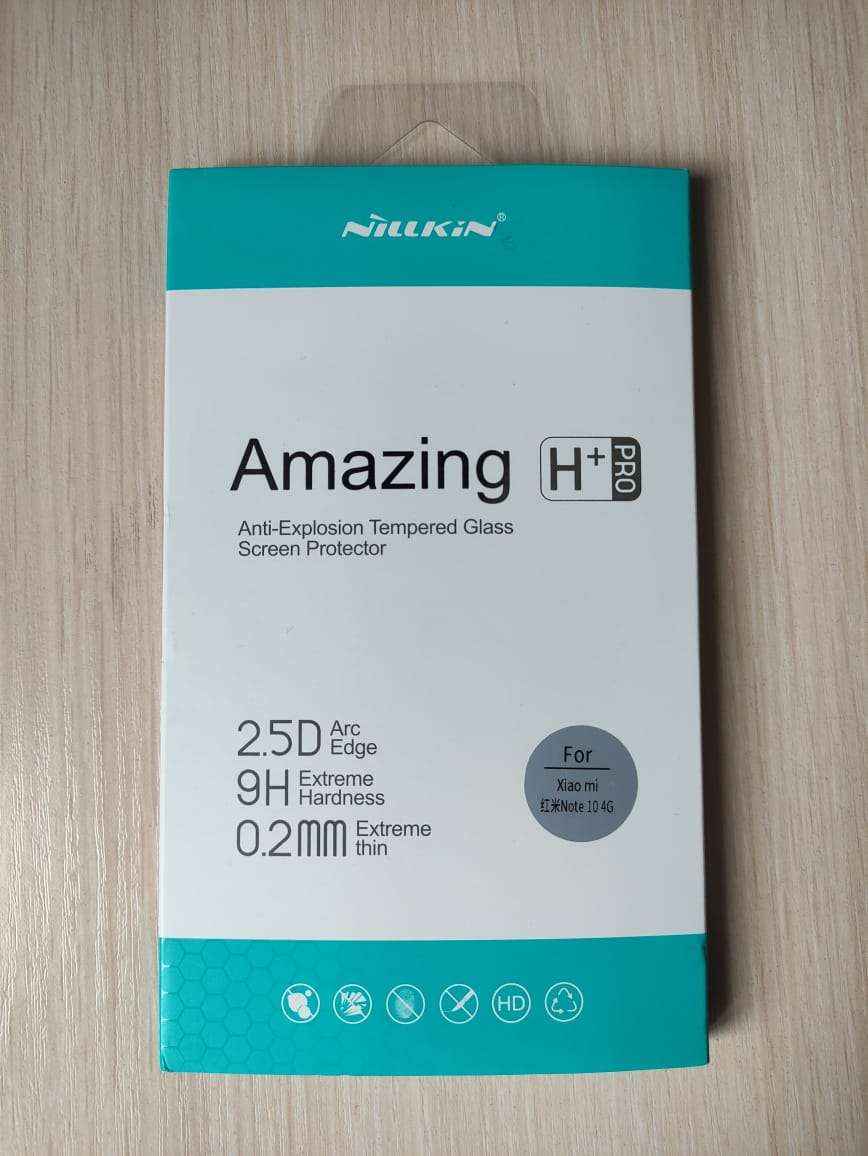 NiLLKiN®
Amazing H+ PRO
Anti-Explosion Tempered Glass
Screen Protector
2.5D Arc
Edge
9H Extreme
Hardness
0.2mm Extreme
thin
For
Xiao mi
红米Note 10 4G
HD